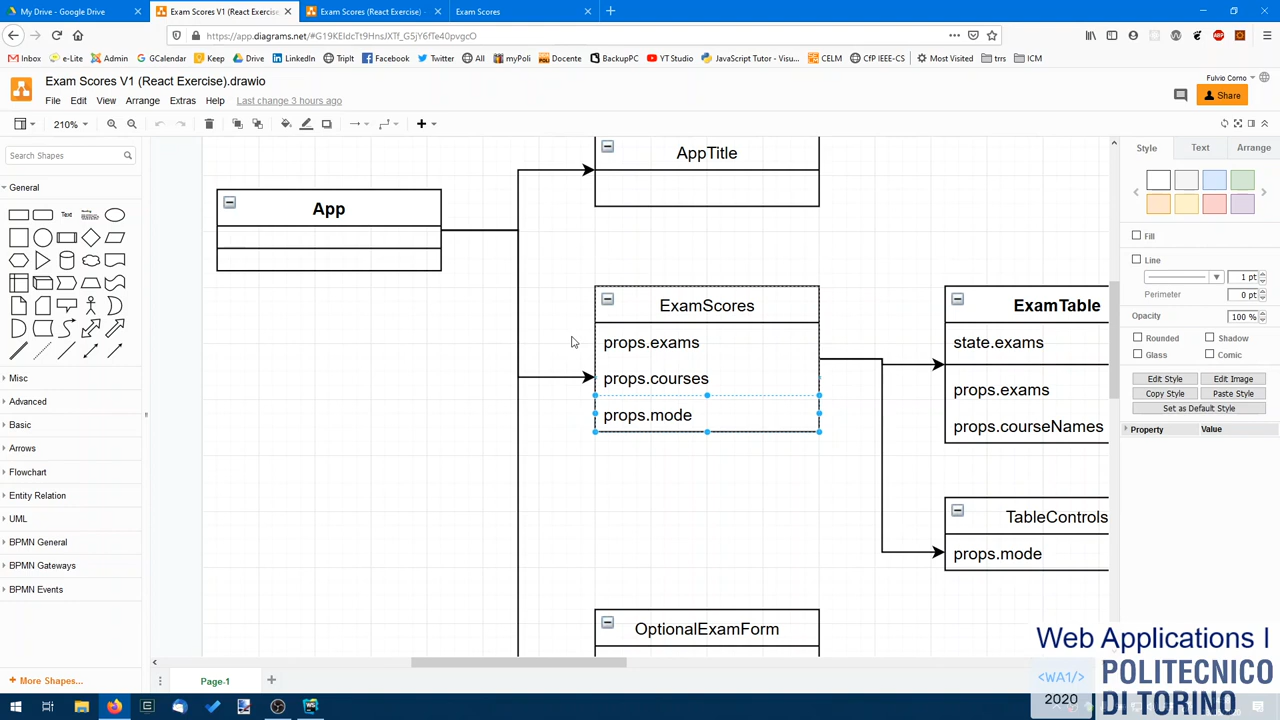 My Drive - Google Drive
Exam Scores V1 (React Exercise).
Exam Scores (React Exercise) -
Exam Scores
https://app.diagrams.net/#G19KEIdcTt9HnsJXTf_G5jY6fTe40pvgcO
Inbox e-Lite Admin GCalendar Keep Drive LinkedIn TripIt Facebook Twitter All myPoli Docente BackupPC YT Studio JavaScript Tutor - Visu... CELM CfP IEEE-CS Most Visited trrs ICM
Exam Scores V1 (React Exercise).drawio
Fulvio Corno
File Edit View Arrange Extras Help Last change 3 hours ago
Share
210%
Search Shapes
General
Text
Misc
Advanced
Basic
Arrows
Flowchart
Entity Relation
UML
BPMN General
BPMN Gateways
BPMN Events
+ More Shapes...
App
AppTitle
ExamScores
props.exams
props.courses
props.mode
ExamTable
state.exams
props.exams
props.courseNames
TableControls
props.mode
OptionalExamForm
Style Text Arrange
Fill
Line
1 pt
Perimeter
0 pt
Opacity
100 %
Rounded Shadow
Glass Comic
Edit Style Edit Image
Copy Style Paste Style
Set as Default Style
Property Value
Page-1
Web Applications I
<WA1/>
2020
POLITECNICO
DI TORINO